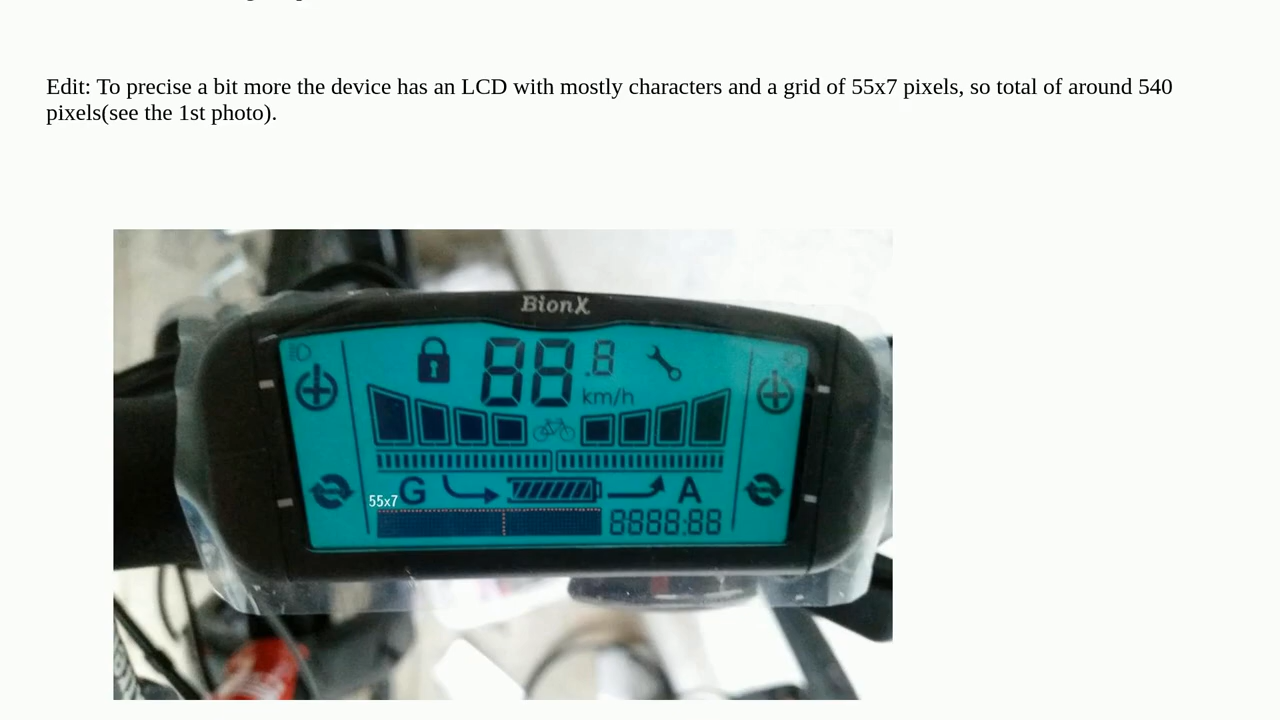 Edit: To precise a bit more the device has an LCD with mostly characters and a grid of 55x7 pixels, so total of around 540
pixels(see the 1st photo).
BionX
88.8
km/h
55x7
G
A
8888:88